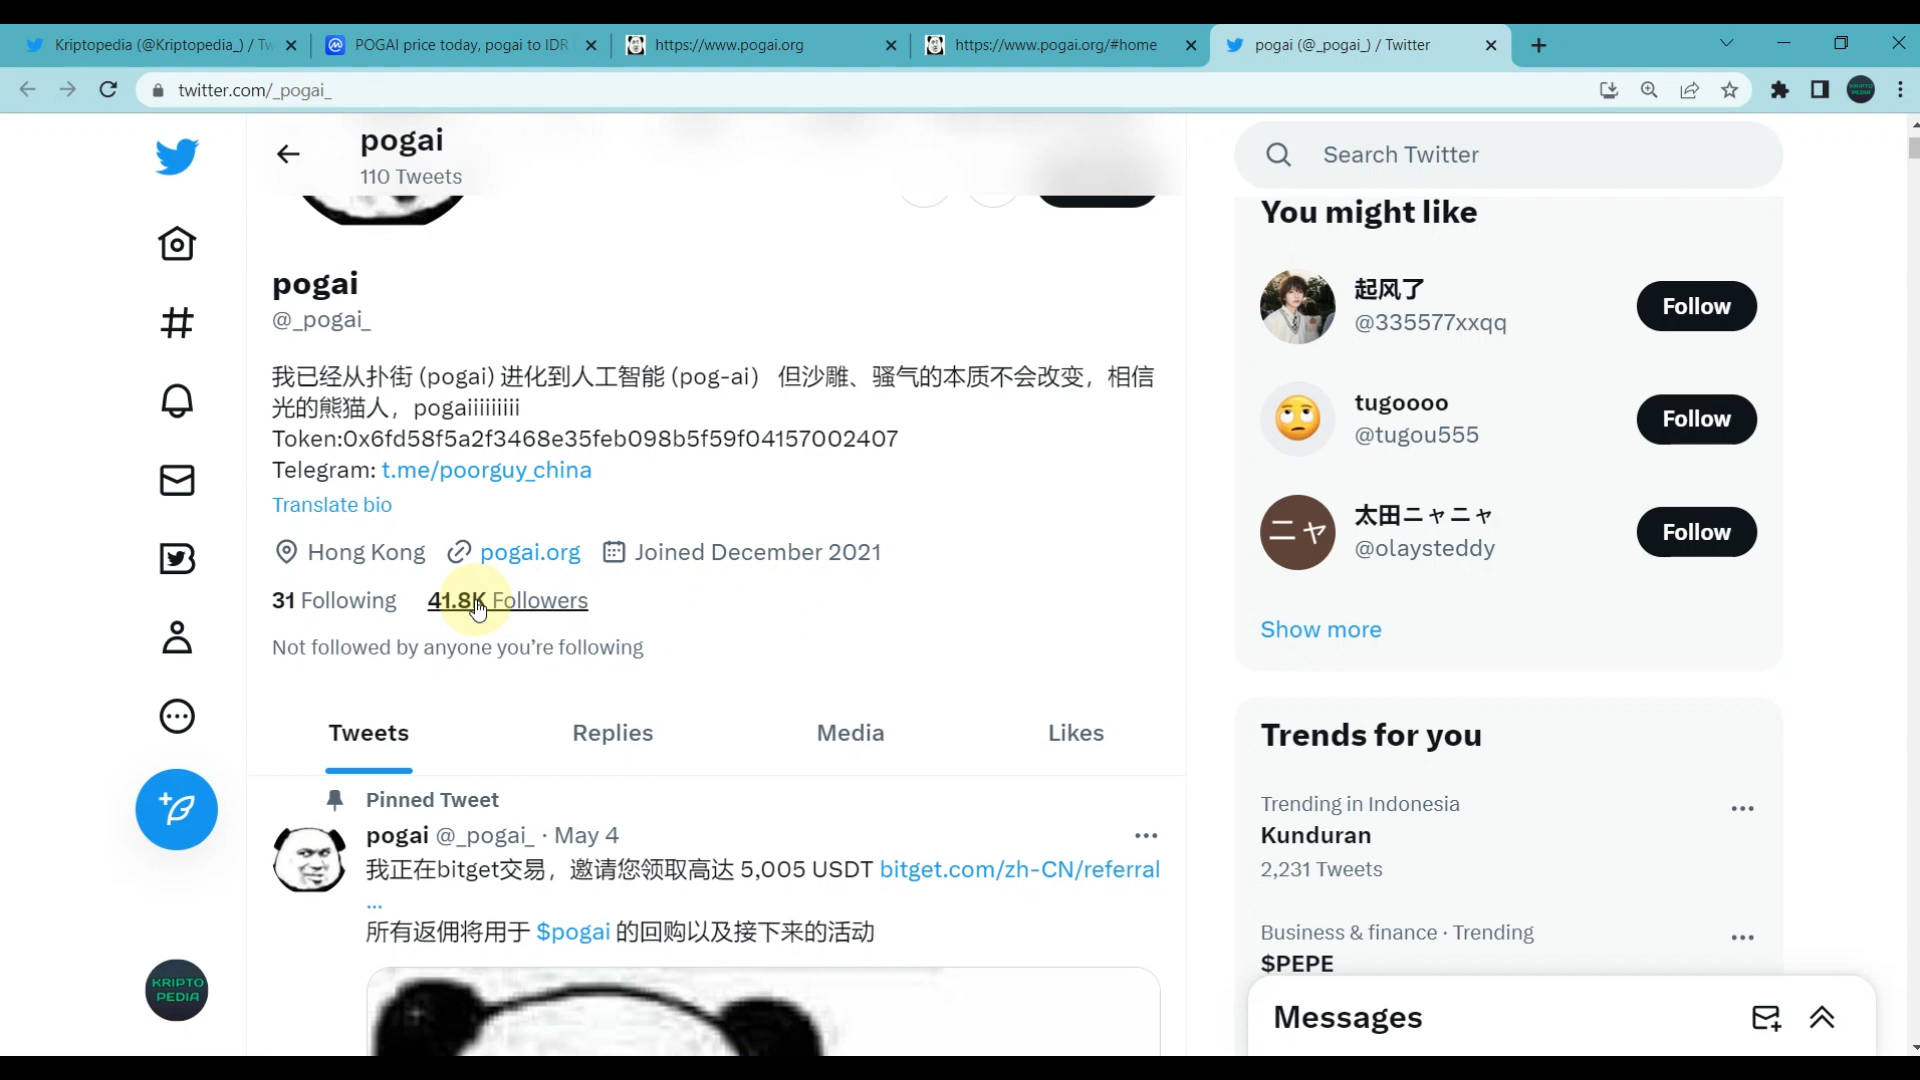 Kriptopedia (@Kriptopedia_) / Tw
POGAI price today, pogai to IDR
https://www.pogai.org
https://www.pogai.org/#home
pogai (@_pogai_) / Twitter
twitter.com/_pogai_
pogai
110 Tweets
pogai
@_pogai_
我已经从扑街 (pogai) 进化到人工智能 (pog-ai) 但沙雕、骚气的本质不会改变，相信
光的熊猫人，pogaiiiiiiiii
Token:0x6fd58f5a2f3468e35feb098b5f59f04157002407
Telegram: t.me/poorguy_china
Translate bio
Hong Kong pogai.org Joined December 2021
31 Following 41.8K Followers
Not followed by anyone you're following
Tweets Replies Media Likes
Pinned Tweet
pogai @_pogai_ · May 4
我正在bitget交易，邀请您领取高达 5,005 USDT bitget.com/zh-CN/referral
...
所有返佣将用于 $pogai 的回购以及接下来的活动
KRIPTO
PEDIA
Search Twitter
You might like
起风了
@335577xxqq
Follow
tugoooo
@tugou555
Follow
ニャ
太田ニャニャ
@olaysteddy
Follow
Show more
Trends for you
Trending in Indonesia
Kunduran
2,231 Tweets
Business & finance · Trending
$PEPE
Messages